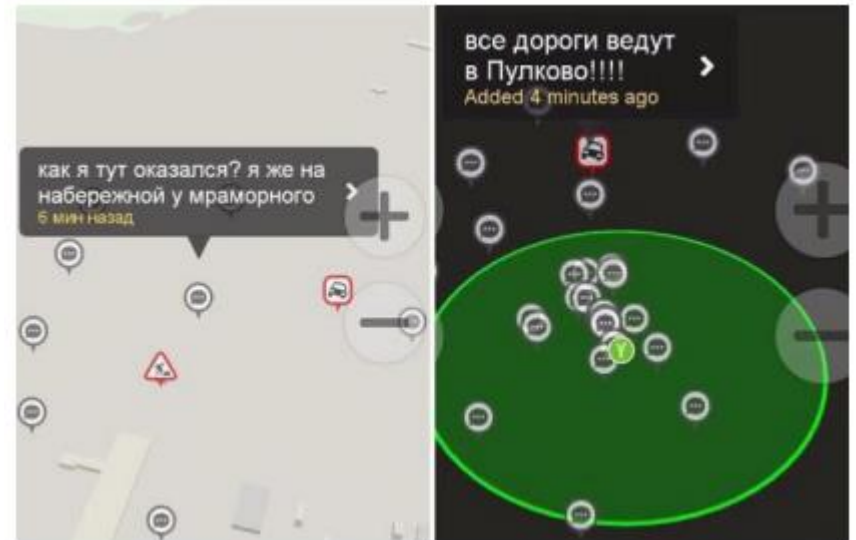 как я тут оказался? я же на
набережной у мраморного
6 мин назад
все дороги ведут
в Пулково!!!!
Added 4 minutes ago